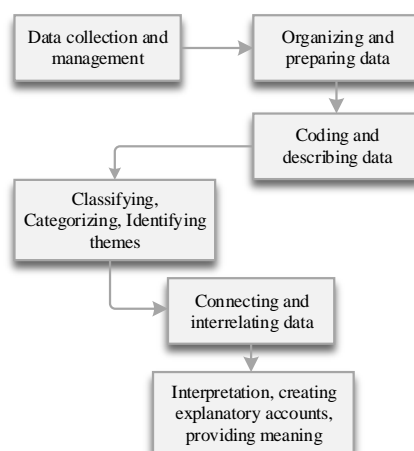 Data collection and
management
Organizing and
preparing data
Coding and
describing data
Classifying,
Categorizing, Identifying
themes
Connecting and
interrelating data
Interpretation, creating
explanatory accounts,
providing meaning